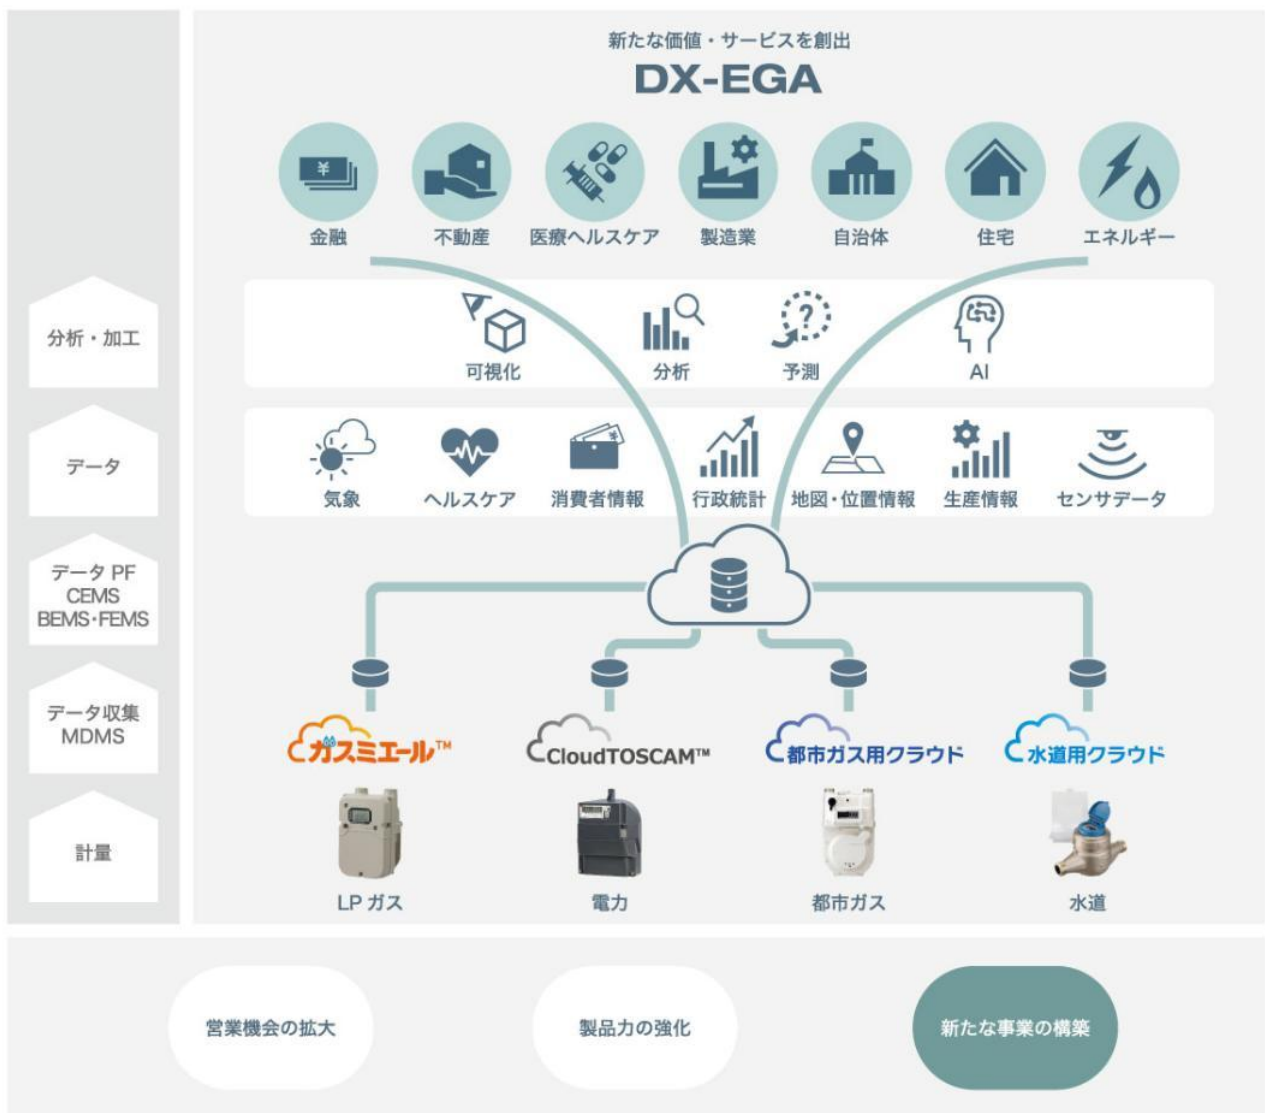 新たな価値・サービスを創出
DX-EGA
金融
不動産
医療ヘルスケア
製造業
自治体
住宅
エネルギー
分析・加工
可視化
分析
予測
AI
データ
気象
ヘルスケア
消費者情報
行政統計
地図・位置情報
生産情報
センサデータ
データ PF
CEMS
BEMS・FEMS
データ収集
MDMS
ガスミエール™
CloudTOSCAM™
都市ガス用クラウド
水道用クラウド
計量
LP ガス
電力
都市ガス
水道
営業機会の拡大
製品力の強化
新たな事業の構築